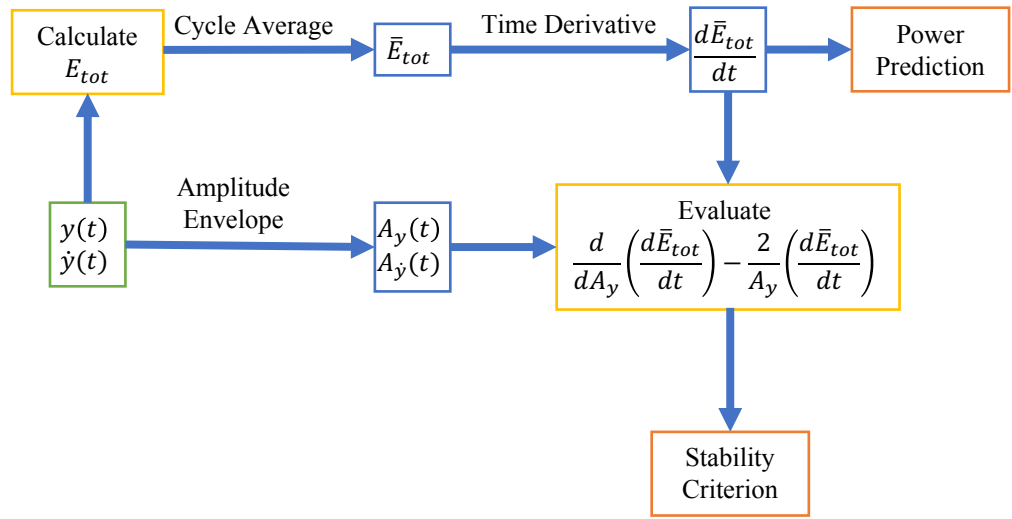 Calculate
E_tot
Cycle Average
Ē_tot
Time Derivative
dĒ_tot/dt
Power
Prediction
y(t)
ẏ(t)
Amplitude
Envelope
A_y(t)
A_ẏ(t)
Evaluate
d/dA_y (dĒ_tot/dt) − 2/A_y (dĒ_tot/dt)
Stability
Criterion